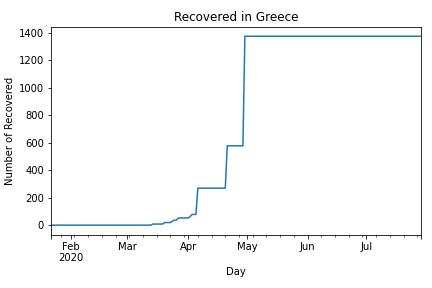 Recovered in Greece
Number of Recovered
1400
1200
1000
800
600
400
200
0
Feb
2020
Mar
Apr
May
Jun
Jul
Day